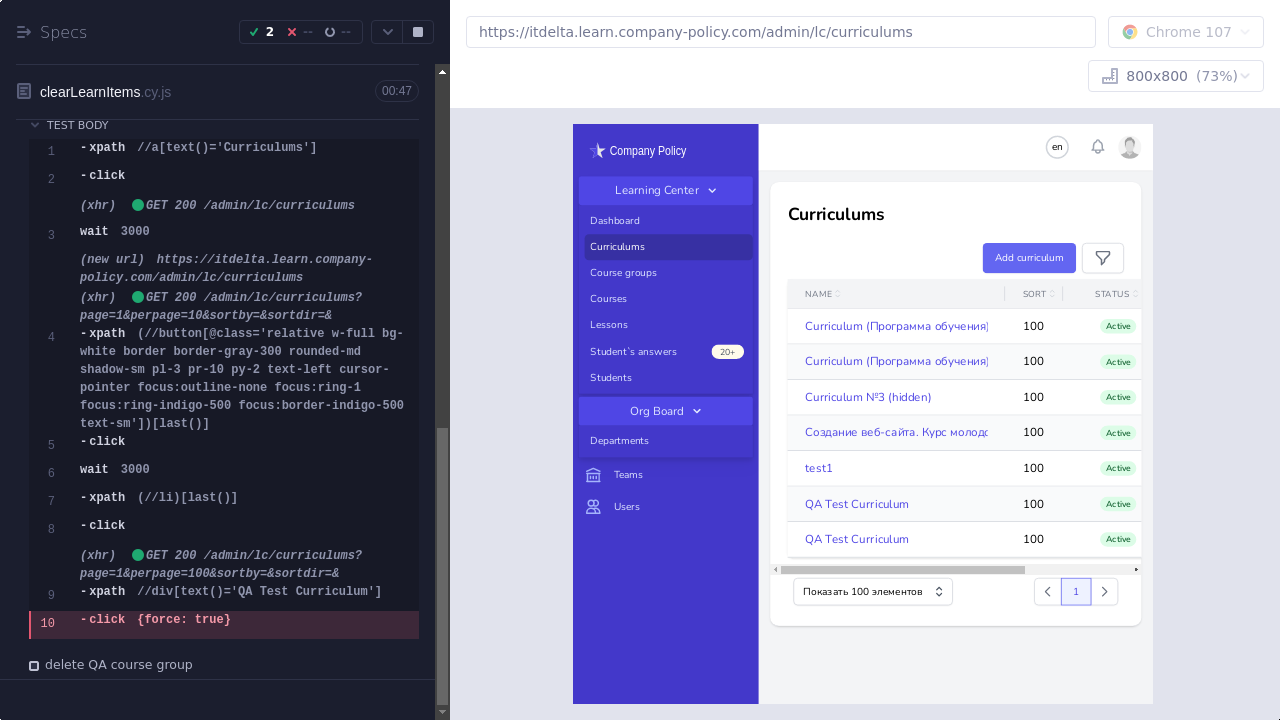 Specs
2
--
--
clearLearnItems.cy.js
00:47
TEST BODY
1 -xpath //a[text()='Curriculums']
2 -click
(xhr) GET 200 /admin/lc/curriculums
3 wait 3000
(new url) https://itdelta.learn.company-
policy.com/admin/lc/curriculums
(xhr) GET 200 /admin/lc/curriculums?
page=1&perpage=10&sortby=&sortdir=&
4 -xpath (//button[@class='relative w-full bg-
white border border-gray-300 rounded-md
shadow-sm pl-3 pr-10 py-2 text-left cursor-
pointer focus:outline-none focus:ring-1
focus:ring-indigo-500 focus:border-indigo-500
text-sm'])[last()]
5 -click
6 wait 3000
7 -xpath (//li)[last()]
8 -click
(xhr) GET 200 /admin/lc/curriculums?
page=1&perpage=100&sortby=&sortdir=&
9 -xpath //div[text()='QA Test Curriculum']
10 -click {force: true}
delete QA course group
https://itdelta.learn.company-policy.com/admin/lc/curriculums
Chrome 107
800x800 (73%)
Company Policy
Learning Center
Dashboard
Curriculums
Course groups
Courses
Lessons
Student`s answers 20+
Students
Org Board
Departments
Teams
Users
en
Curriculums
Add curriculum
NAME SORT STATUS
Curriculum (Программа обучения) 100 Active
Curriculum (Программа обучения) 100 Active
Curriculum №3 (hidden) 100 Active
Создание веб-сайта. Курс молодо 100 Active
test1 100 Active
QA Test Curriculum 100 Active
QA Test Curriculum 100 Active
Показать 100 элементов
1